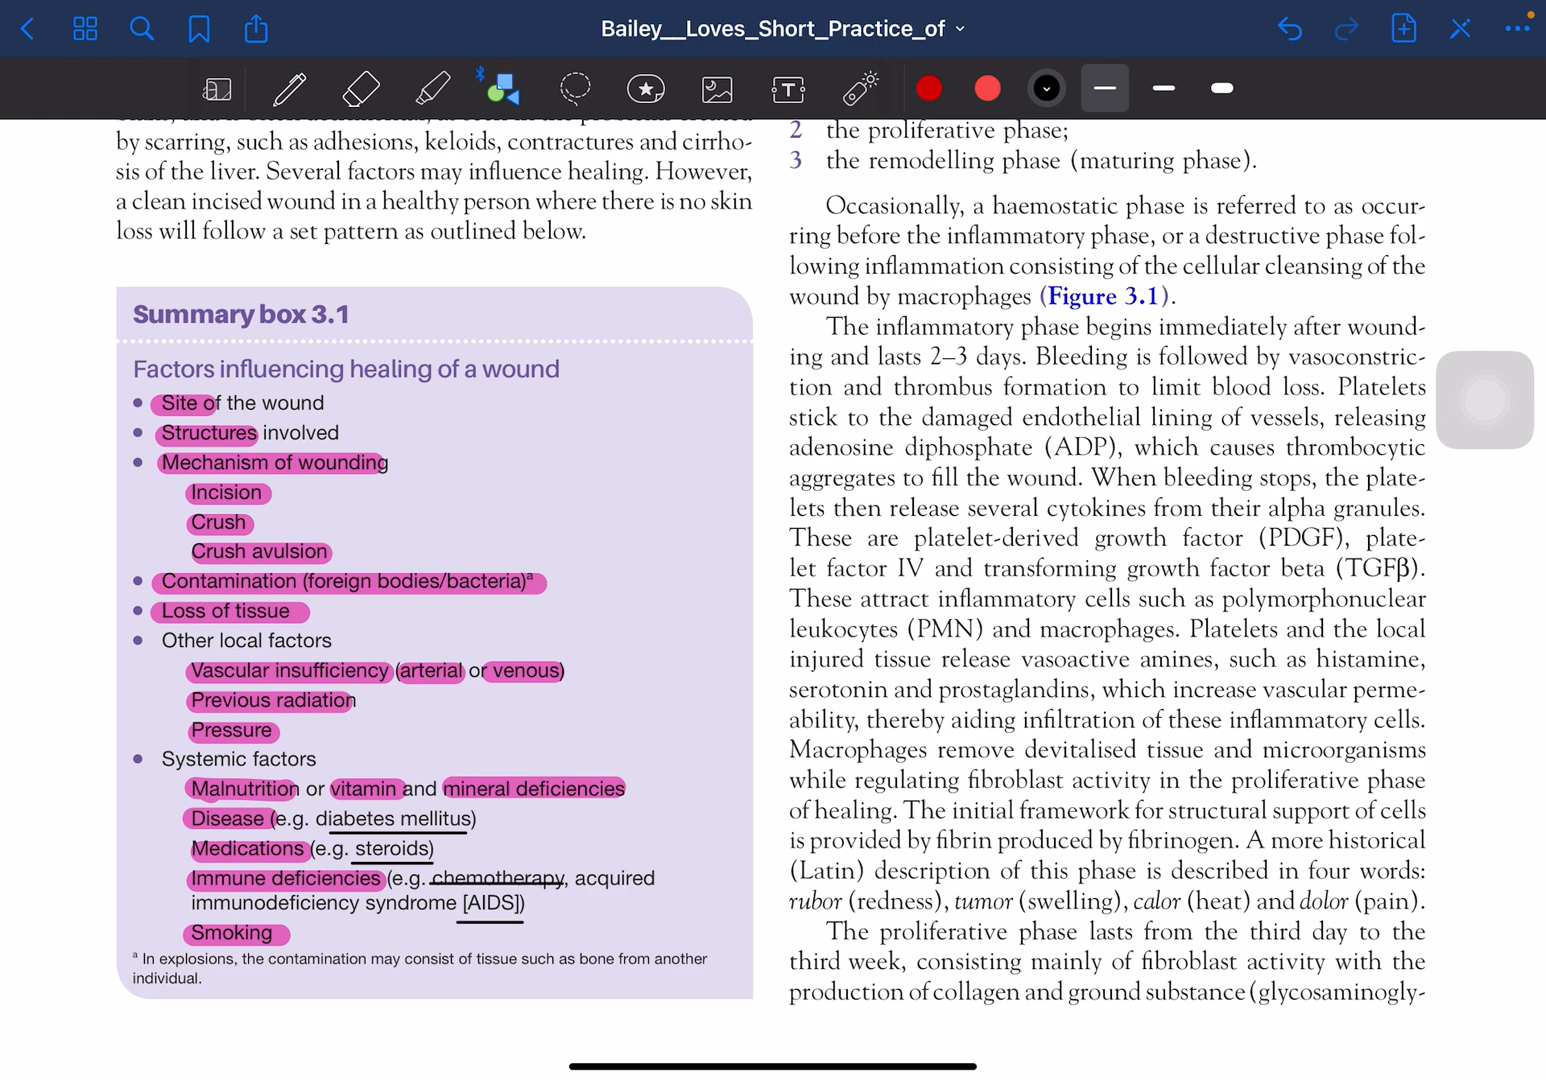 Bailey__Loves_Short_Practice_of
by scarring, such as adhesions, keloids, contractures and cirrho-
sis of the liver. Several factors may influence healing. However,
a clean incised wound in a healthy person where there is no skin
loss will follow a set pattern as outlined below.
Summary box 3.1
Factors influencing healing of a wound
• Site of the wound
• Structures involved
• Mechanism of wounding
Incision
Crush
Crush avulsion
• Contamination (foreign bodies/bacteria)ᵃ
• Loss of tissue
• Other local factors
Vascular insufficiency (arterial or venous)
Previous radiation
Pressure
• Systemic factors
Malnutrition or vitamin and mineral deficiencies
Disease (e.g. diabetes mellitus)
Medications (e.g. steroids)
Immune deficiencies (e.g. chemotherapy, acquired
immunodeficiency syndrome [AIDS])
Smoking
ᵃ In explosions, the contamination may consist of tissue such as bone from another
individual.
2 the proliferative phase;
3 the remodelling phase (maturing phase).
Occasionally, a haemostatic phase is referred to as occur-
ring before the inflammatory phase, or a destructive phase fol-
lowing inflammation consisting of the cellular cleansing of the
wound by macrophages (Figure 3.1).
The inflammatory phase begins immediately after wound-
ing and lasts 2–3 days. Bleeding is followed by vasoconstric-
tion and thrombus formation to limit blood loss. Platelets
stick to the damaged endothelial lining of vessels, releasing
adenosine diphosphate (ADP), which causes thrombocytic
aggregates to fill the wound. When bleeding stops, the plate-
lets then release several cytokines from their alpha granules.
These are platelet-derived growth factor (PDGF), plate-
let factor IV and transforming growth factor beta (TGFβ).
These attract inflammatory cells such as polymorphonuclear
leukocytes (PMN) and macrophages. Platelets and the local
injured tissue release vasoactive amines, such as histamine,
serotonin and prostaglandins, which increase vascular perme-
ability, thereby aiding infiltration of these inflammatory cells.
Macrophages remove devitalised tissue and microorganisms
while regulating fibroblast activity in the proliferative phase
of healing. The initial framework for structural support of cells
is provided by fibrin produced by fibrinogen. A more historical
(Latin) description of this phase is described in four words:
rubor (redness), tumor (swelling), calor (heat) and dolor (pain).
The proliferative phase lasts from the third day to the
third week, consisting mainly of fibroblast activity with the
production of collagen and ground substance (glycosaminogly-